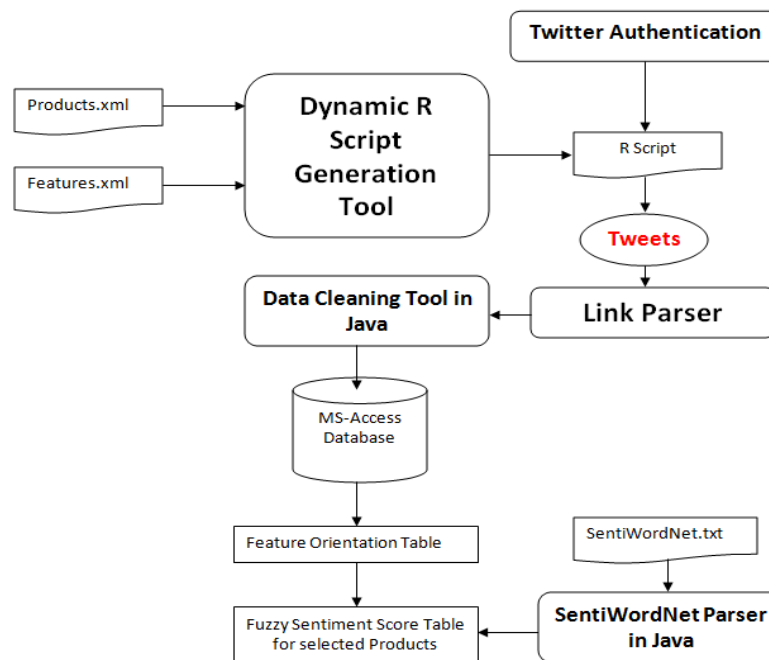 Twitter Authentication
Products.xml
Dynamic R
Script
Generation
Tool
R Script
Features.xml
Tweets
Data Cleaning Tool in
Java
Link Parser
MS-Access
Database
Feature Orientation Table
SentiWordNet.txt
Fuzzy Sentiment Score Table
for selected Products
SentiWordNet Parser
in Java